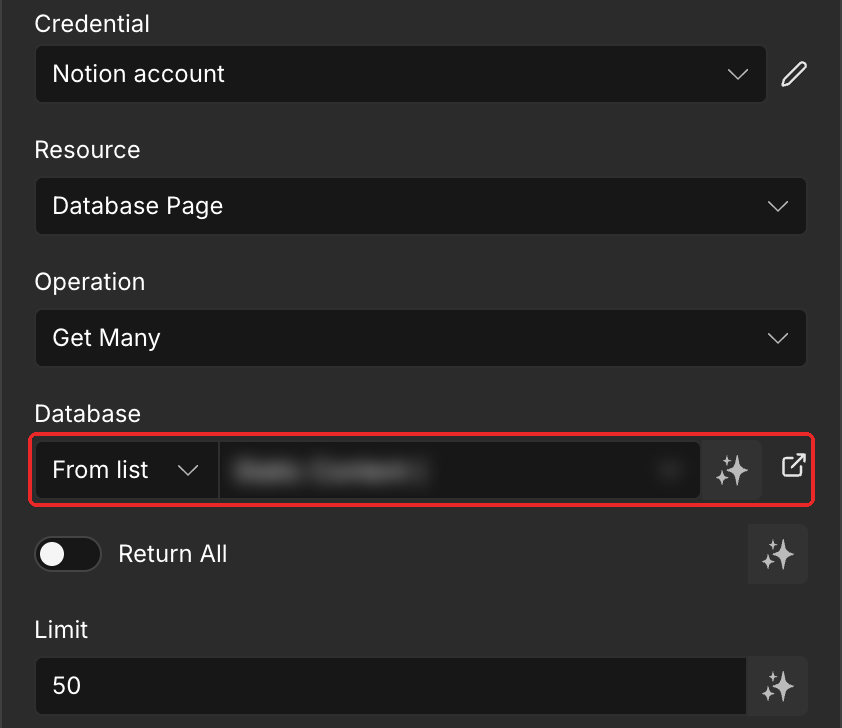 Credential
Notion account
Resource
Database Page
Operation
Get Many
Database
From list
Return All
Limit
50